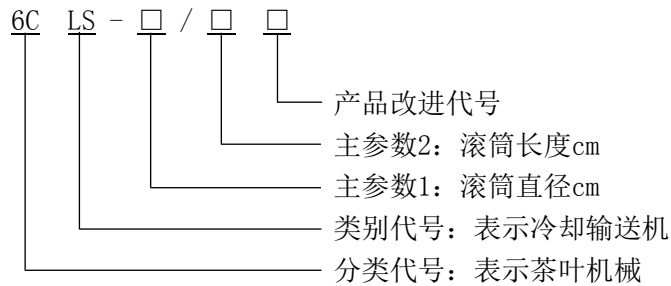 6C LS - □ / □ □
产品改进代号
主参数2：滚筒长度cm
主参数1：滚筒直径cm
类别代号：表示冷却输送机
分类代号：表示茶叶机械